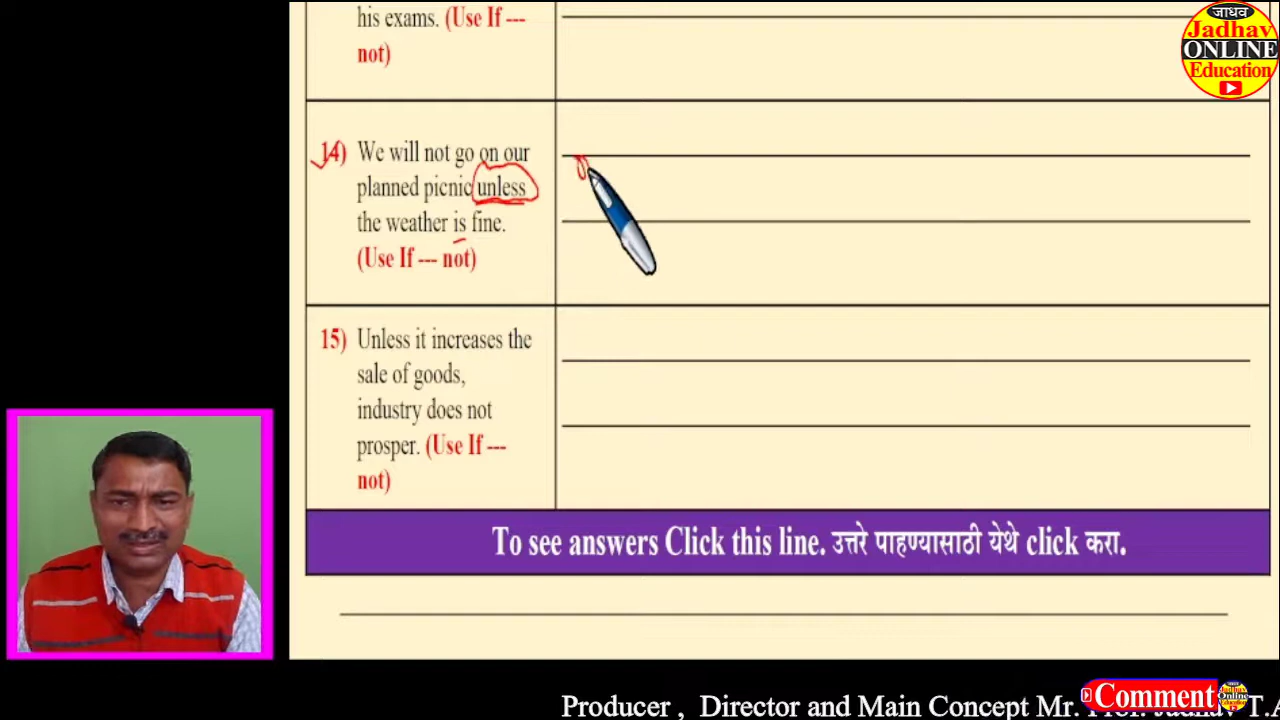 his exams. (Use If ---
not)
14) We will not go on our
planned picnic unless
the weather is fine.
(Use If --- not)
15) Unless it increases the
sale of goods,
industry does not
prosper. (Use If ---
not)
To see answers Click this line. उत्तरे पाहण्यासाठी येथे click करा.
जाधव
Jadhav
ONLINE
Education
Producer , Director and Main Concept Mr. Prof. Jadhav T.A
Comment